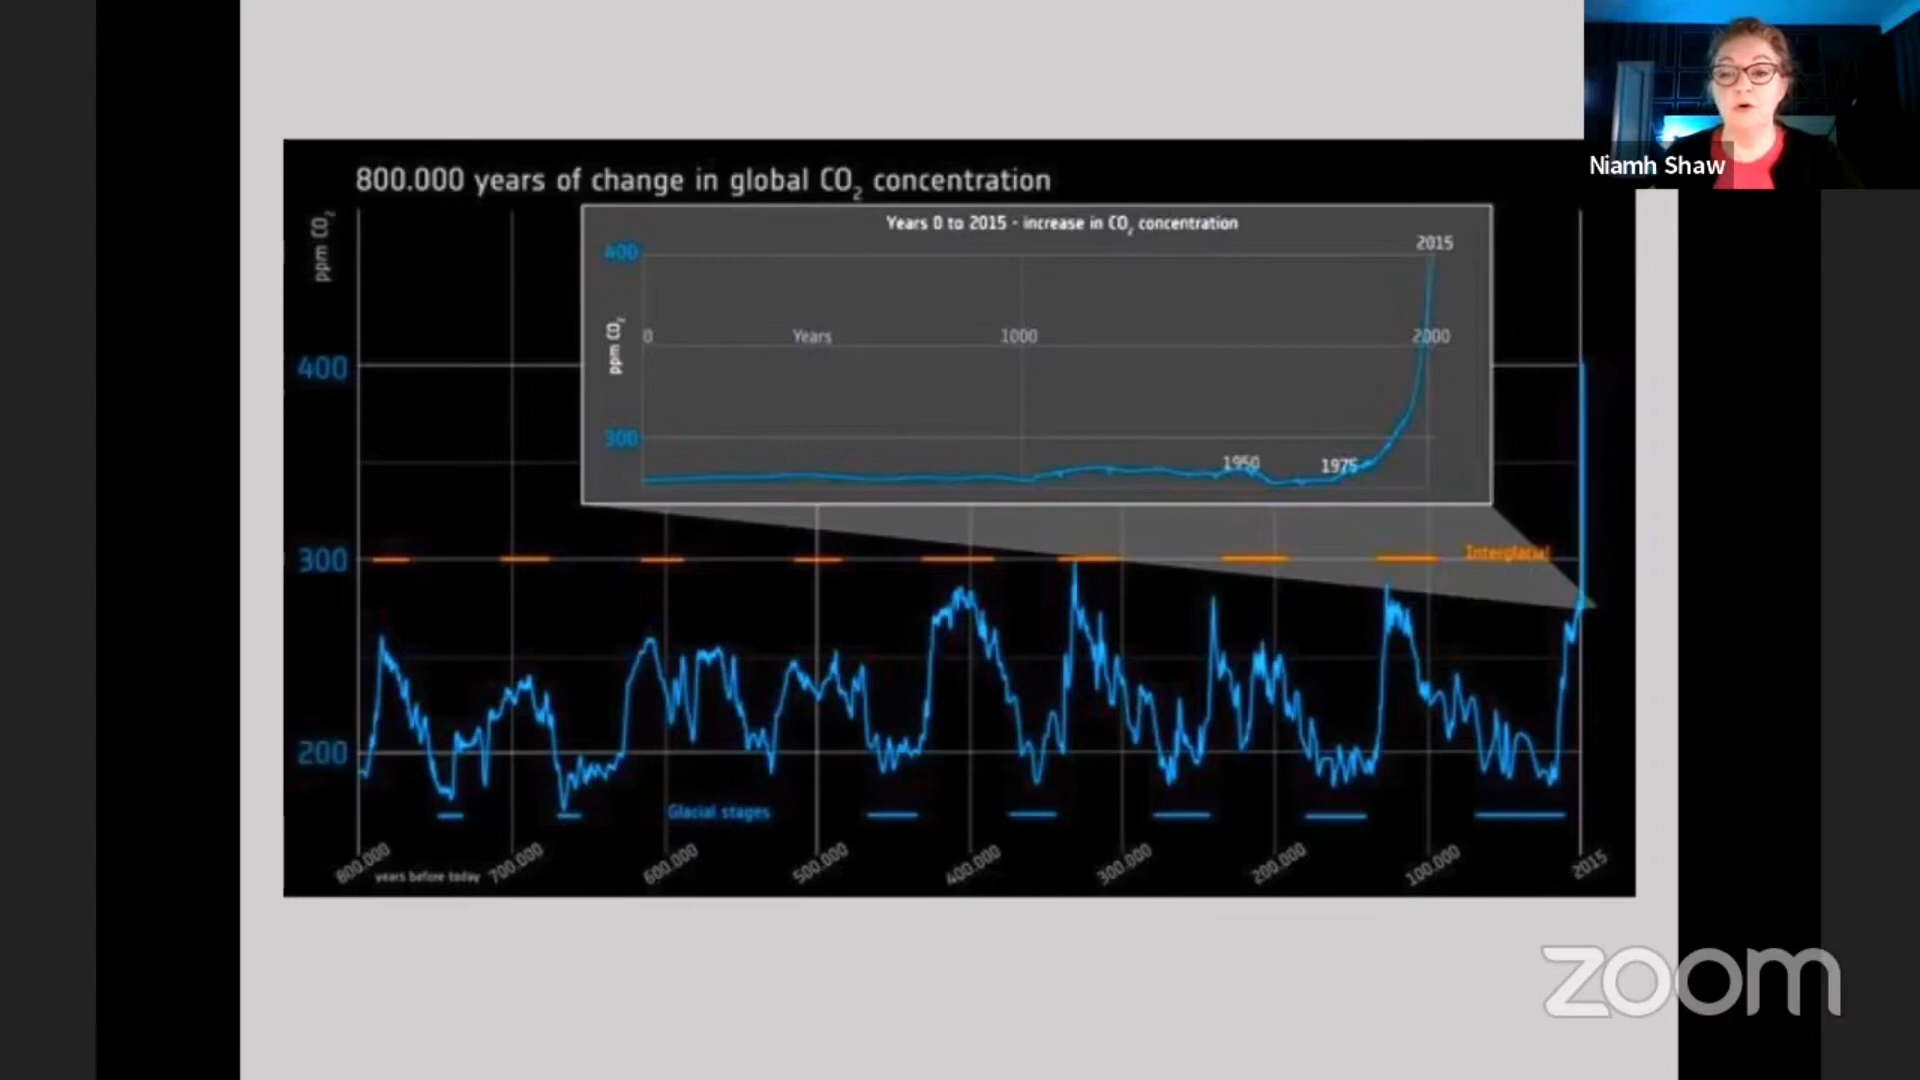 Niamh Shaw
800.000 years of change in global CO₂ concentration
ppm CO₂
Years 0 to 2015 - increase in CO₂ concentration
2015
400
ppm CO₂
0 Years 1000 2000
300
1950 1975
400
300
Interglacial
200
Glacial stages
800.000 700.000 600.000 500.000 400.000 300.000 200.000 100.000 2015
years before today
zoom